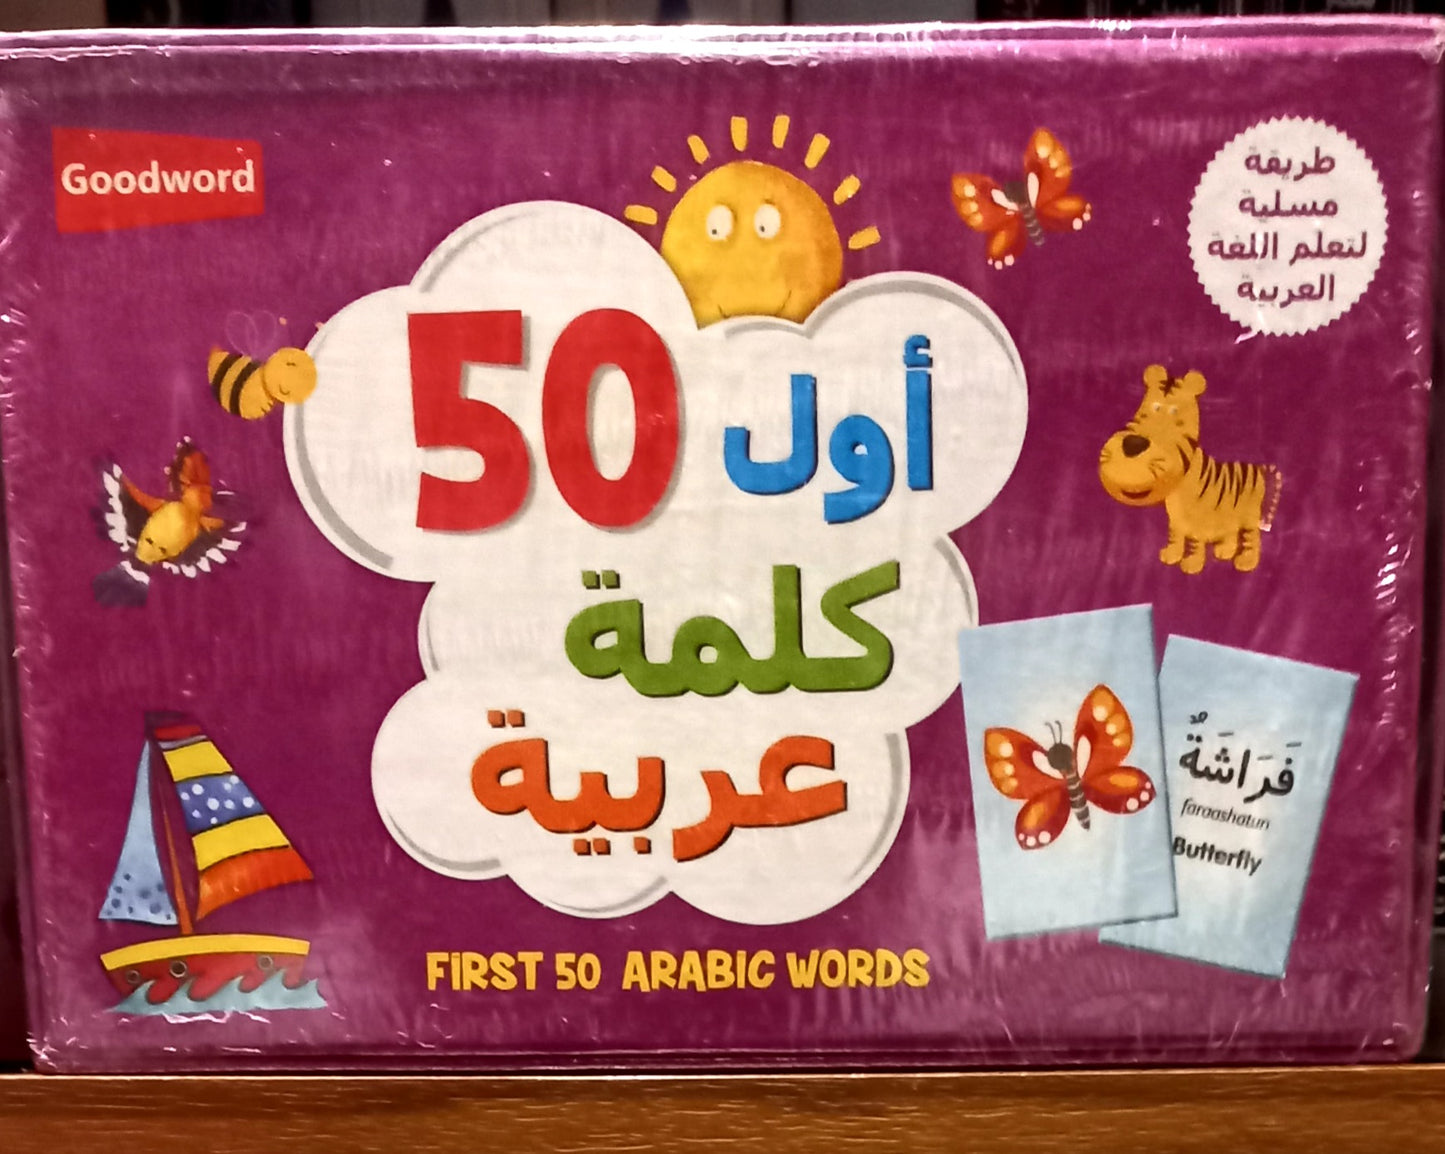 Goodword
طريقة
مسلية
لتعلم اللغة
العربية
أول 50
كلمة
عربية
FIRST 50 ARABIC WORDS
فَرَاشَةٌ
faraashatun
Butterfly